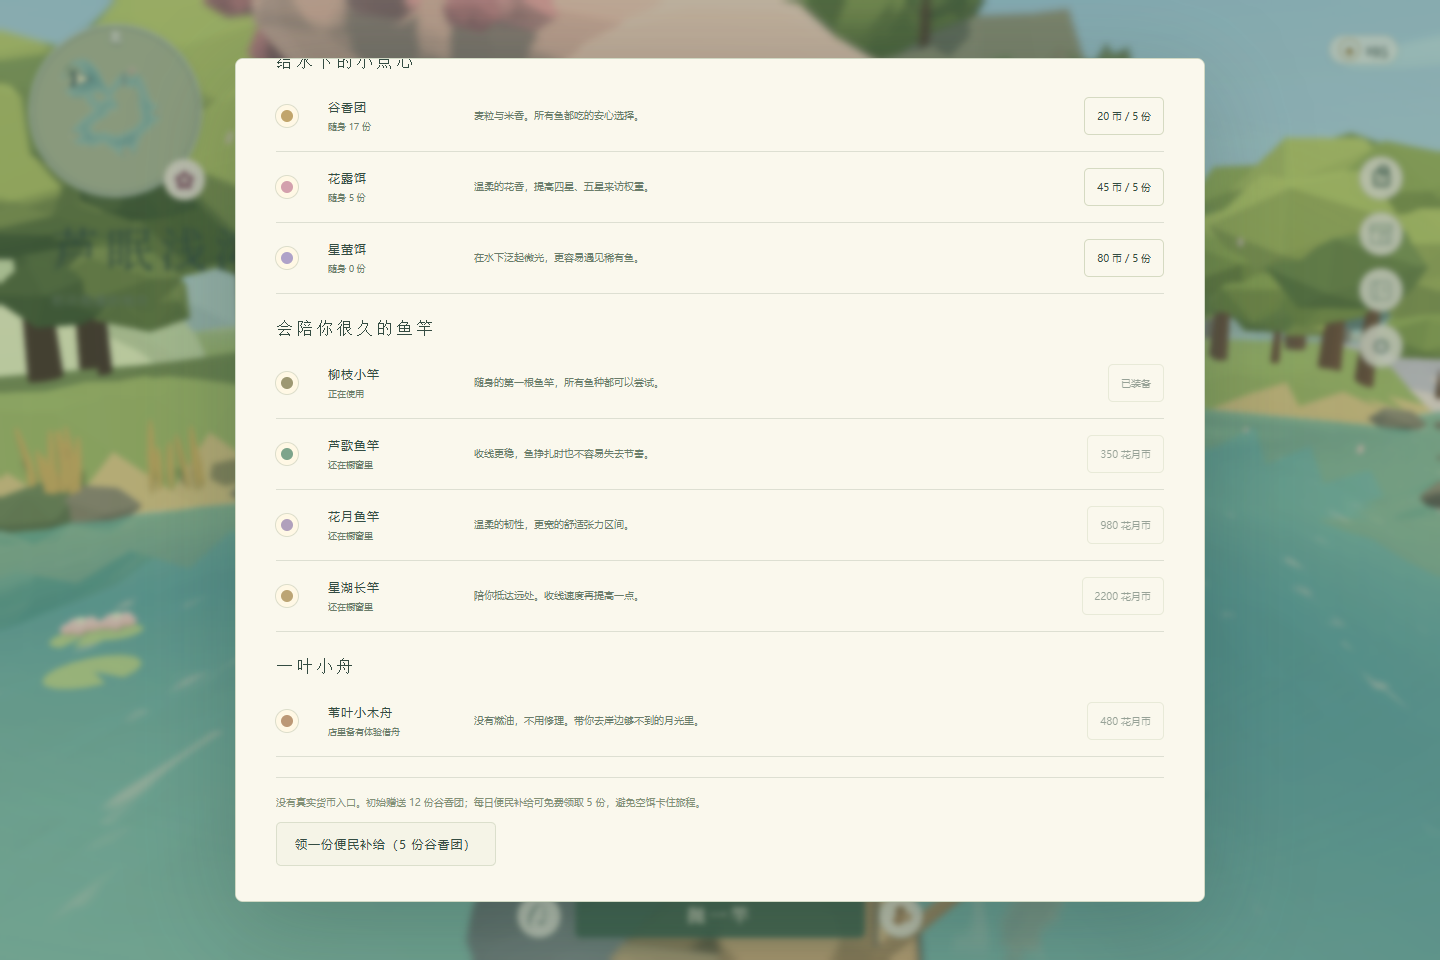 给水下的小点心
谷香团
随身 17 份
麦粒与米香。所有鱼都吃的安心选择。
20 币 / 5 份
花露饵
随身 5 份
温柔的花香，提高四星、五星来访权重。
45 币 / 5 份
星萤饵
随身 0 份
在水下泛起微光，更容易遇见稀有鱼。
80 币 / 5 份
会陪你很久的鱼竿
柳枝小竿
正在使用
随身的第一根鱼竿，所有鱼种都可以尝试。
已装备
芦歌鱼竿
还在橱窗里
收线更稳，鱼挣扎时也不容易失去节奏。
350 花月币
花月鱼竿
还在橱窗里
温柔的韧性，更宽的舒适张力区间。
980 花月币
星湖长竿
还在橱窗里
陪你抵达远处。收线速度再提高一点。
2200 花月币
一叶小舟
苇叶小木舟
店里备有体验借舟
没有燃油，不用修理。带你去岸边够不到的月光里。
480 花月币
没有真实货币入口。初始赠送 12 份谷香团；每日便民补给可免费领取 5 份，避免空饵卡住旅程。
领一份便民补给（5 份谷香团）